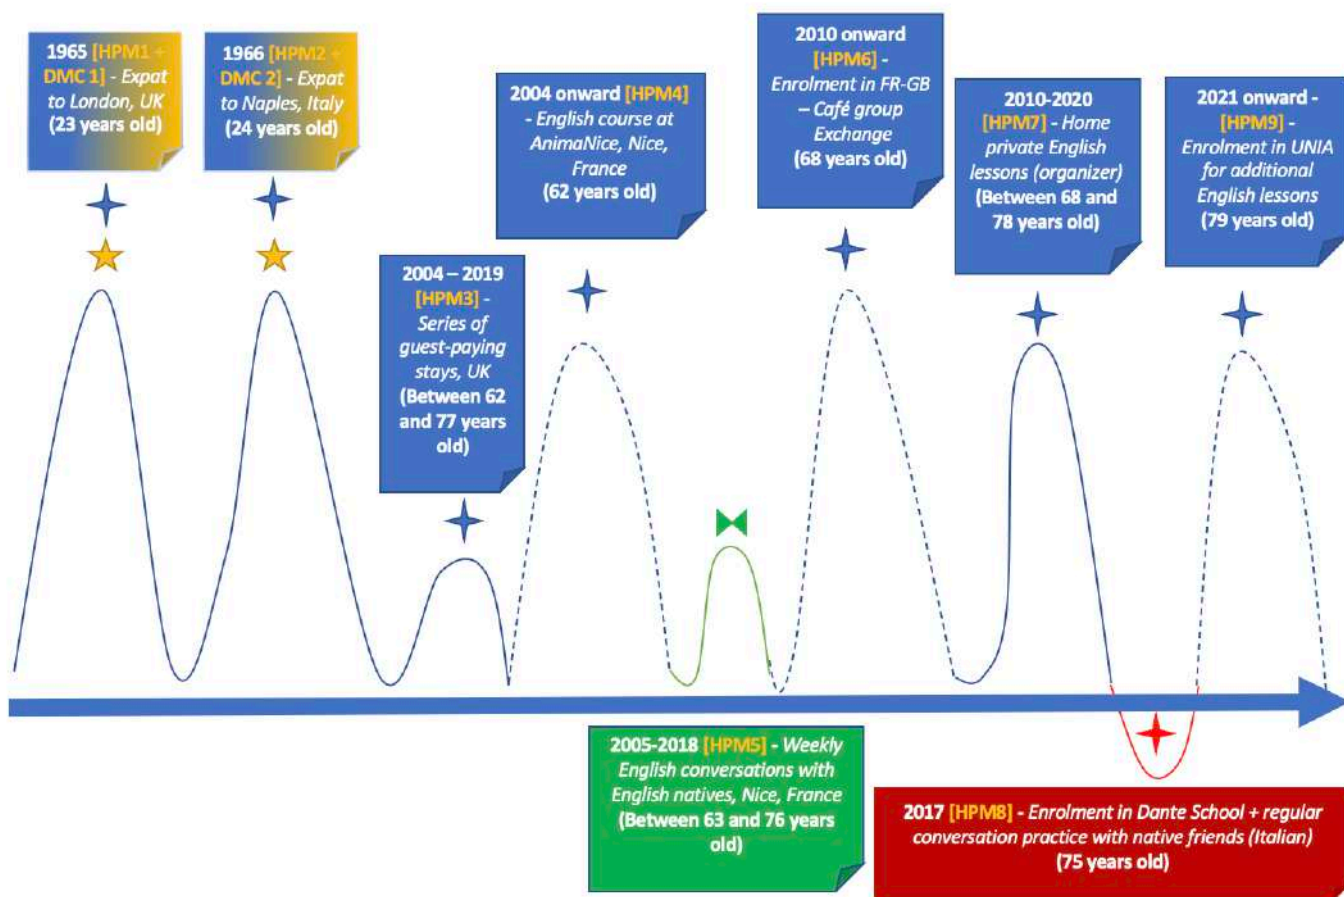 1965 [HPM1 +
DMC 1] - Expat
to London, UK
(23 years old)
1966 [HPM2 +
DMC 2] - Expat
to Naples, Italy
(24 years old)
2004 – 2019
[HPM3] -
Series of
guest-paying
stays, UK
(Between 62
and 77 years
old)
2004 onward [HPM4]
- English course at
AnimaNice, Nice,
France
(62 years old)
2005-2018 [HPM5] - Weekly
English conversations with
English natives, Nice, France
(Between 63 and 76 years
old)
2010 onward
[HPM6] -
Enrolment in FR-GB
– Café group
Exchange
(68 years old)
2010-2020
[HPM7] - Home
private English
lessons (organizer)
(Between 68 and
78 years old)
2017 [HPM8] - Enrolment in Dante School + regular
conversation practice with native friends (Italian)
(75 years old)
2021 onward -
[HPM9] -
Enrolment in UNIA
for additional
English lessons
(79 years old)